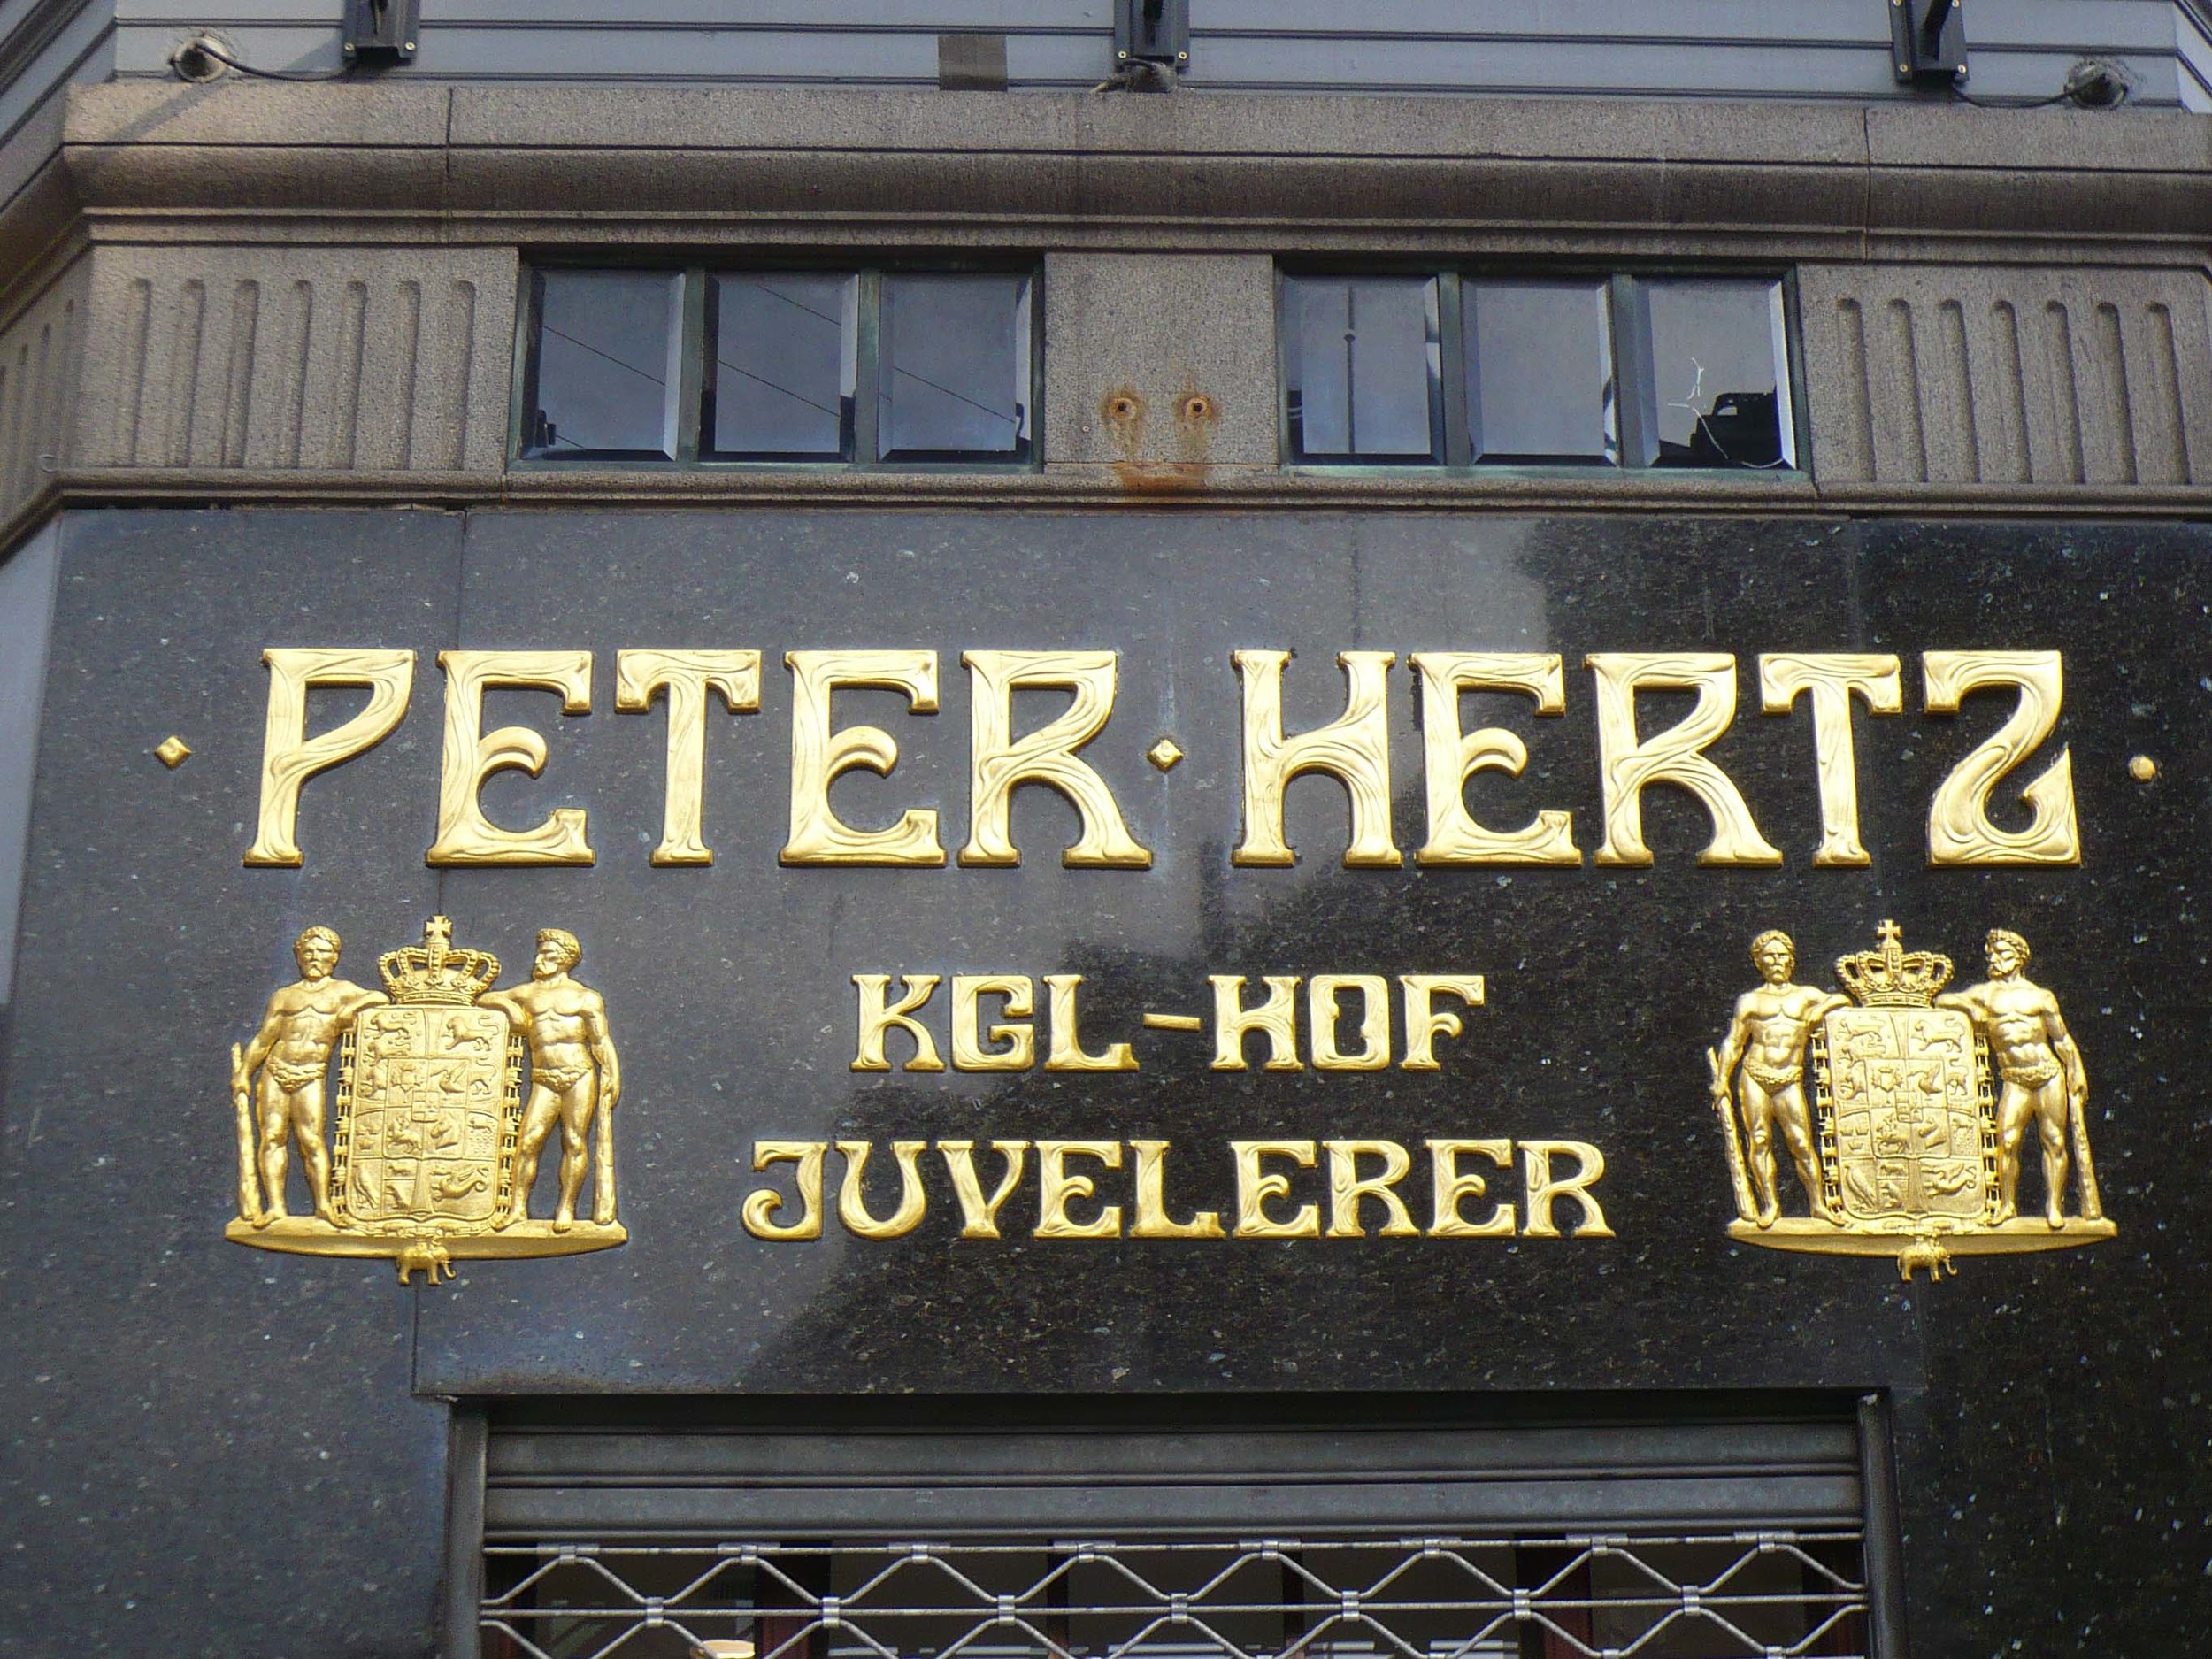 · PETER · HERTZ ·
KGL-HOF
JUVELERER